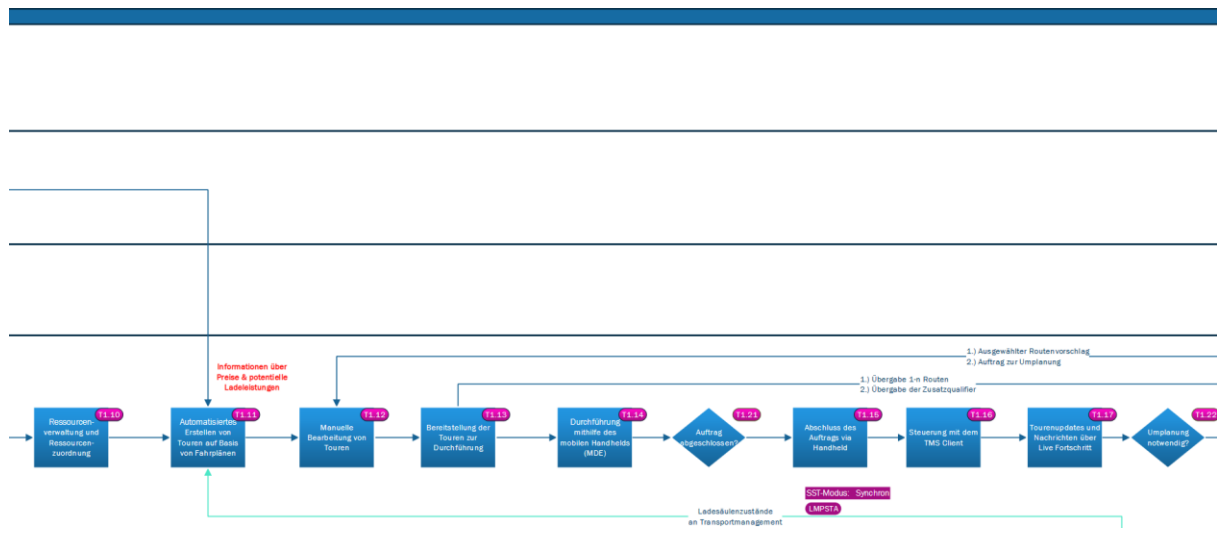 1.) Ausgewählter Routenvorschlag
2.) Auftrag zur Umplanung
Informationen über
Preise & potentielle
Ladeleistungen
1.) Übergabe 1-n Routen
2.) Übergabe der Zusatzqualifier
T1.10
Ressourcen-
verwaltung und
Ressourcen-
zuordnung
T1.11
Automatisiertes
Erstellen von
Touren auf Basis
von Fahrplänen
T1.12
Manuelle
Bearbeitung von
Touren
T1.13
Bereitstellung der
Touren zur
Durchführung
T1.14
Durchführung
mithilfe des
mobilen Handhelds
(MDE)
T1.21
Auftrag
abgeschlossen?
T1.15
Abschluss des
Auftrags via
Handheld
T1.16
Steuerung mit dem
TMS Client
T1.17
Tourenupdates und
Nachrichten über
Live Fortschritt
T1.22
Umplanung
notwendig?
SST-Modus: Synchron
LMPSTA
Ladesäulenzustände
an Transportmanagement